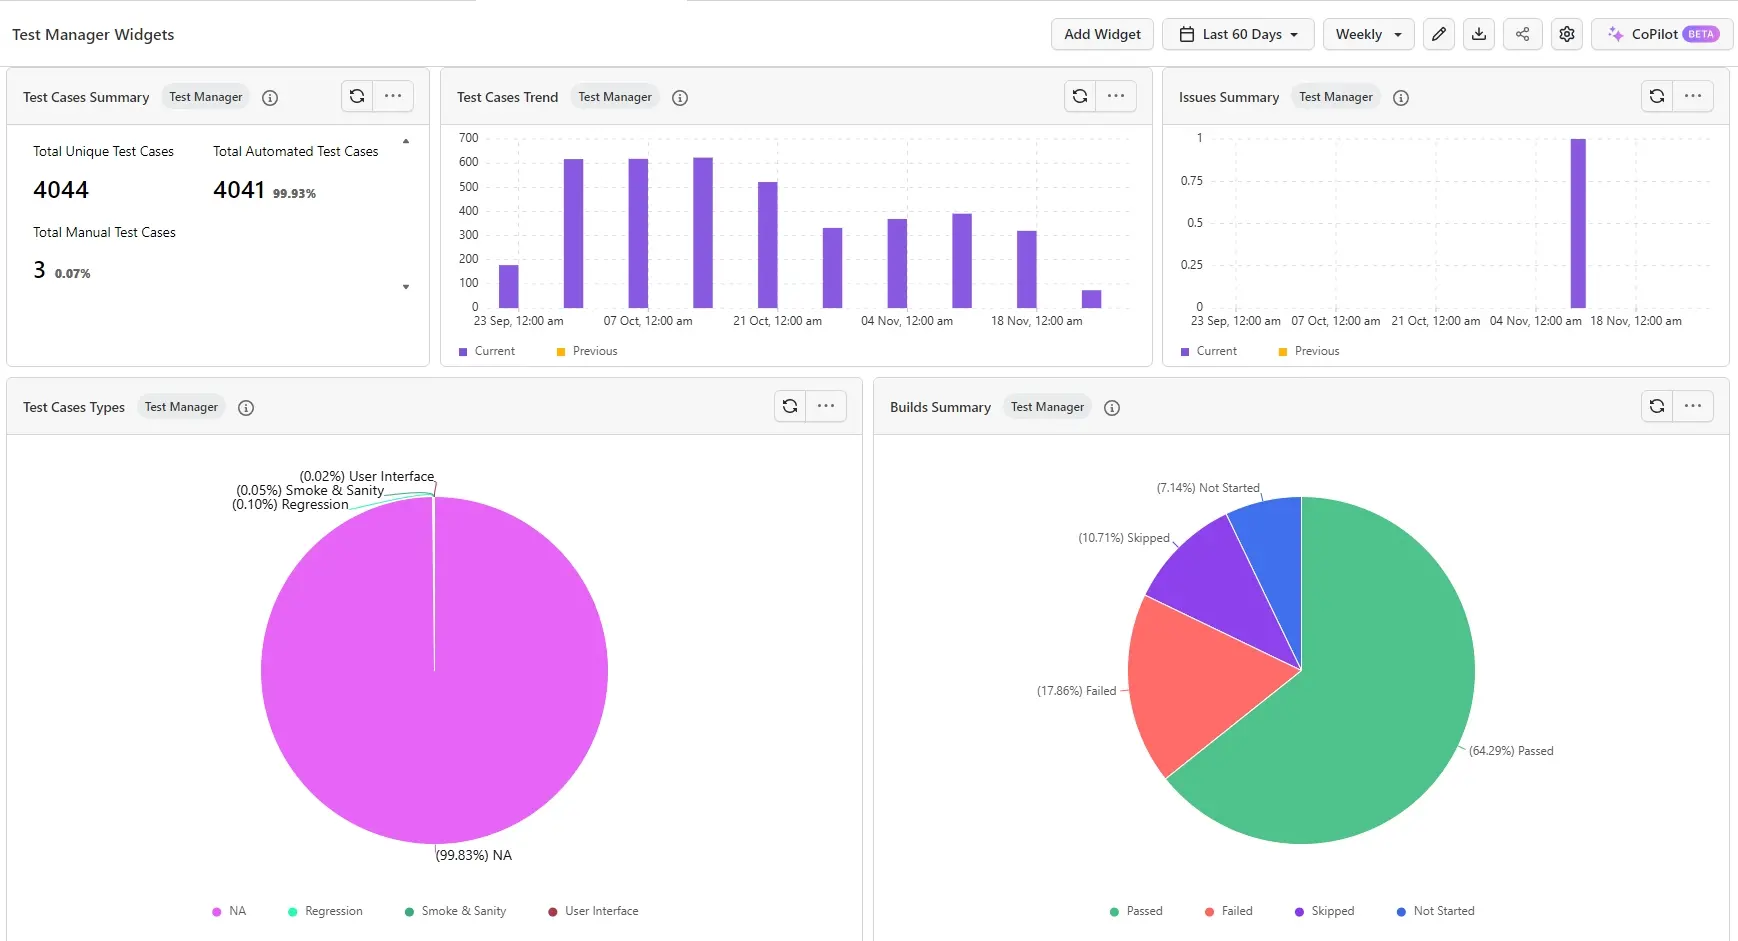 Test Manager Widgets
Add Widget
Last 60 Days
Weekly
CoPilot BETA
Test Cases Summary Test Manager
Total Unique Test Cases Total Automated Test Cases
4044 4041 99.93%
Total Manual Test Cases
3 0.07%
Test Cases Trend Test Manager
700
600
500
400
300
200
100
0
23 Sep, 12:00 am 07 Oct, 12:00 am 21 Oct, 12:00 am 04 Nov, 12:00 am 18 Nov, 12:00 am
Current Previous
Issues Summary Test Manager
1
0.75
0.5
0.25
0
23 Sep, 12:00 am 07 Oct, 12:00 am 21 Oct, 12:00 am 04 Nov, 12:00 am 18 Nov, 12:00 am
Current Previous
Test Cases Types Test Manager
(0.02%) User Interface
(0.05%) Smoke & Sanity
(0.10%) Regression
(99.83%) NA
NA Regression Smoke & Sanity User Interface
Builds Summary Test Manager
(7.14%) Not Started
(10.71%) Skipped
(17.86%) Failed
(64.29%) Passed
Passed Failed Skipped Not Started